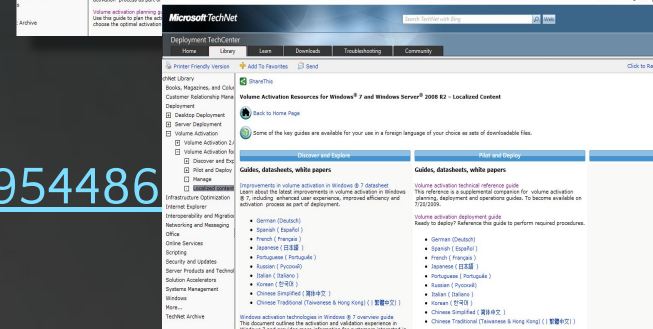 activation process as part of
Volume activation planning gu
Use this guide to plan the acti
choose the optimal activation
: Archive
954486
Microsoft TechNet
Search TechNet with Bing
Web
Deployment TechCenter
Home Library Learn Downloads Troubleshooting Community
Printer Friendly Version Add To Favorites Send
Click to Ra
chNet Library
Books, Magazines, and Colun
Customer Relationship Mana
Deployment
Desktop Deployment
Server Deployment
Volume Activation
Volume Activation 2.
Volume Activation fo
Discover and Exp
Pilot and Deploy
Manage
Localized content
Infrastructure Optimization
Internet Explorer
Interoperability and Migratio
Networking and Messaging
Office
Online Services
Scripting
Security and Updates
Server Products and Technol
Solution Accelerators
Systems Management
Windows
More...
TechNet Archive
ShareThis
Volume Activation Resources for Windows® 7 and Windows Server® 2008 R2 – Localized Content
Back to Home Page
Some of the key guides are available for your use in a foreign language of your choice as sets of downloadable files.
Discover and Explore
Guides, datasheets, white papers
Improvements in volume activation in Windows ® 7 datasheet
Learn about the latest improvements in volume activation in Windows
® 7, including enhanced user experience, improved efficiency and
activation process as part of deployment.
German (Deutsch)
Spanish ( Español )
French ( Français )
Japanese ( 日本語 )
Portuguese ( Português )
Russian ( Русский)
Italian ( Italiano )
Korean ( 한국어 )
Chinese Simplified ( 简体中文 )
Chinese Traditional (Taiwanese & Hong Kong) ( ( 繁體中文) )
Windows activation technologies in Windows ® 7 overview guide
This document outlines the activation and validation experience in
Pilot and Deploy
Guides, datasheets, white papers
Volume activation technical reference guide
This reference is a supplemental companion for volume activation
planning, deployment and operations guides. To become available on
7/20/2009.
Volume activation deployment guide
Ready to deploy? Reference this guide to perform required procedures.
German (Deutsch)
Spanish ( Español )
French ( Français )
Japanese ( 日本語 )
Portuguese ( Português )
Russian ( Русский)
Italian ( Italiano )
Korean ( 한국어 )
Chinese Simplified ( 简体中文 )
Chinese Traditional (Taiwanese & Hong Kong) ( ( 繁體中文) )